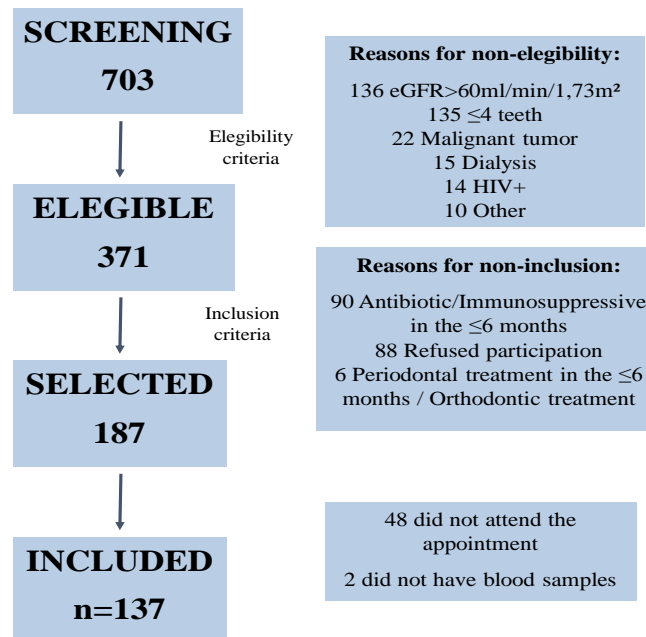 SCREENING
703
Elegibility
criteria
ELEGIBLE
371
Inclusion
criteria
SELECTED
187
INCLUDED
n=137
Reasons for non-elegibility:
136 eGFR>60ml/min/1,73m²
135 ≤4 teeth
22 Malignant tumor
15 Dialysis
14 HIV+
10 Other
Reasons for non-inclusion:
90 Antibiotic/Immunosuppressive
in the ≤6 months
88 Refused participation
6 Periodontal treatment in the ≤6
months / Orthodontic treatment
48 did not attend the
appointment
2 did not have blood samples